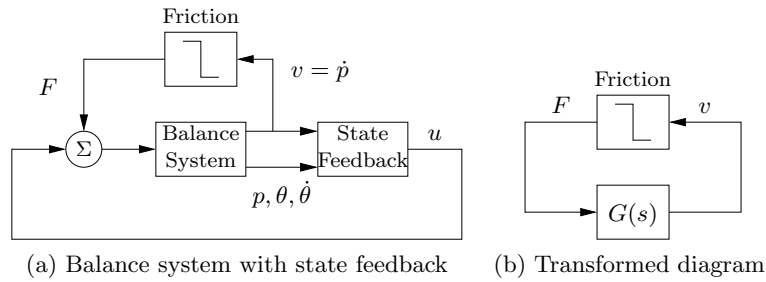 Friction
F
v = ṗ
Σ
Balance
System
State
Feedback
u
p, θ, θ̇
(a) Balance system with state feedback
Friction
F
v
G(s)
(b) Transformed diagram